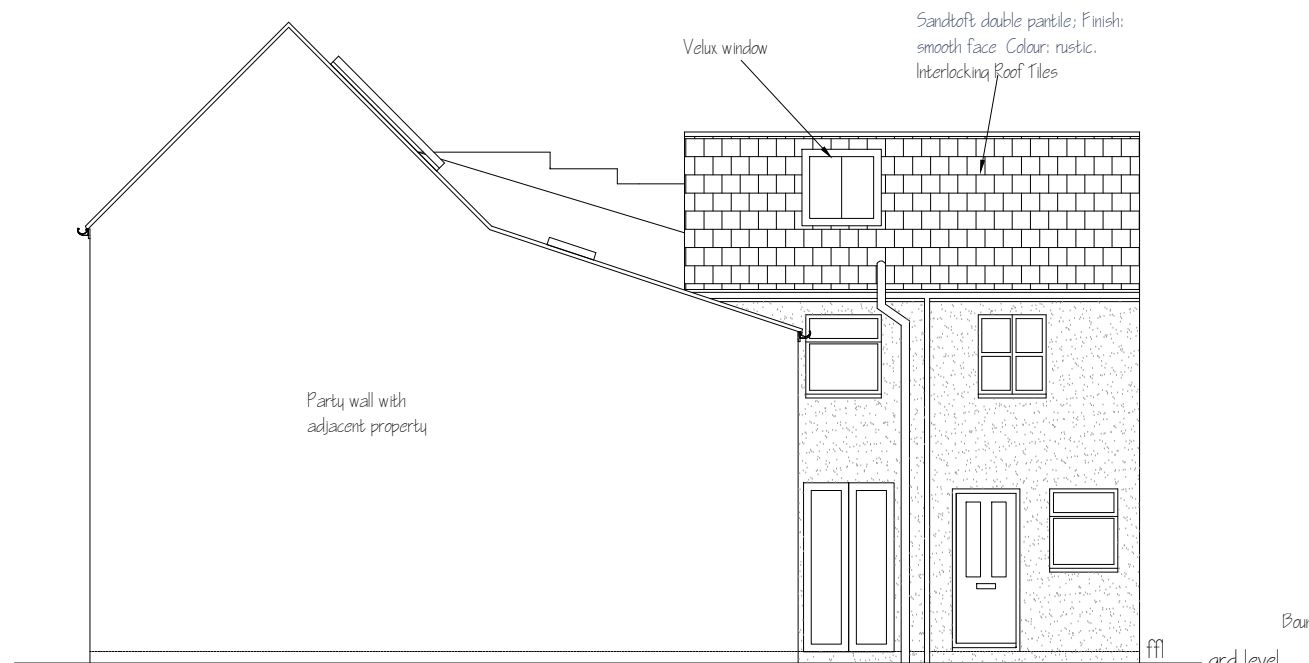 Sandtoft double pantile; Finish:
smooth face Colour: rustic.
Interlocking Roof Tiles
Velux window
Party wall with
adjacent property
ffl
grd level